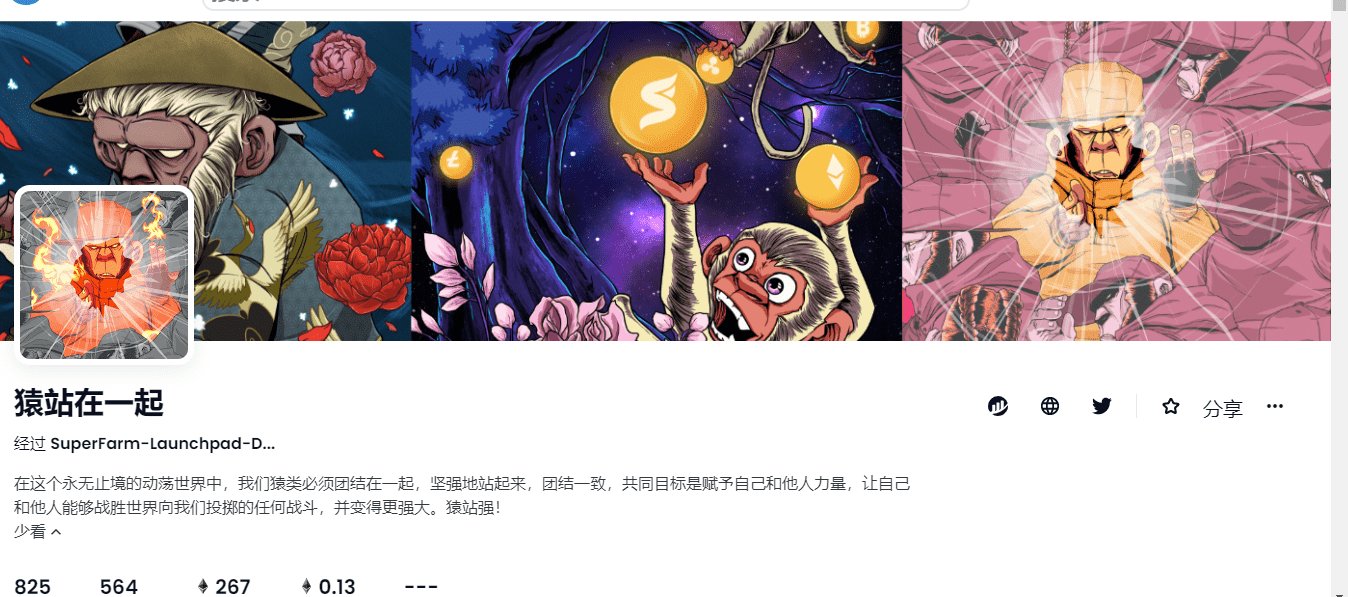 猿站在一起
分享
经过 SuperFarm-Launchpad-D...
在这个永无止境的动荡世界中，我们猿类必须团结在一起，坚强地站起来，团结一致，共同目标是赋予自己和他人力量，让自己
和他人能够战胜世界向我们投掷的任何战斗，并变得更强大。猿站强！
少看
825 564 267 0.13 ---